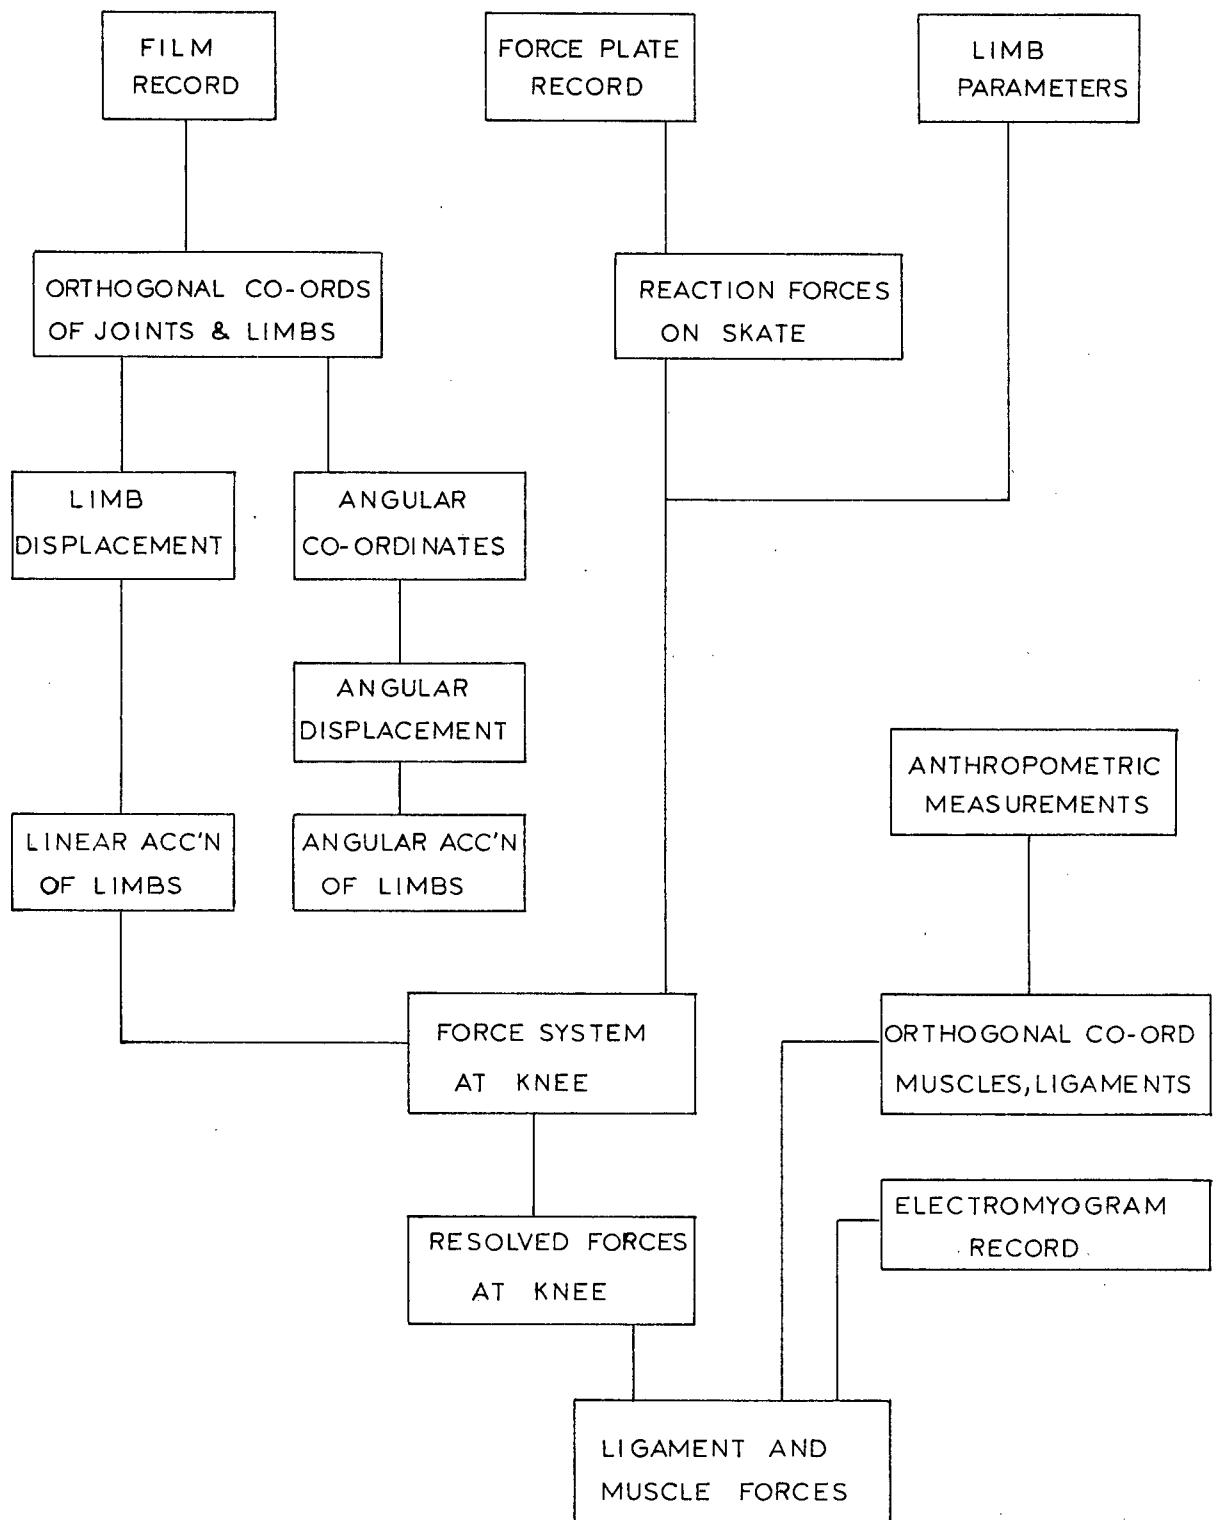 FILM
RECORD
FORCE PLATE
RECORD
LIMB
PARAMETERS
ORTHOGONAL CO-ORDS
OF JOINTS & LIMBS
REACTION FORCES
ON SKATE
LIMB
DISPLACEMENT
ANGULAR
CO-ORDINATES
ANGULAR
DISPLACEMENT
ANTHROPOMETRIC
MEASUREMENTS
LINEAR ACC'N
OF LIMBS
ANGULAR ACC'N
OF LIMBS
FORCE SYSTEM
AT KNEE
ORTHOGONAL CO-ORD
MUSCLES, LIGAMENTS
ELECTROMYOGRAM
RECORD
RESOLVED FORCES
AT KNEE
LIGAMENT AND
MUSCLE FORCES